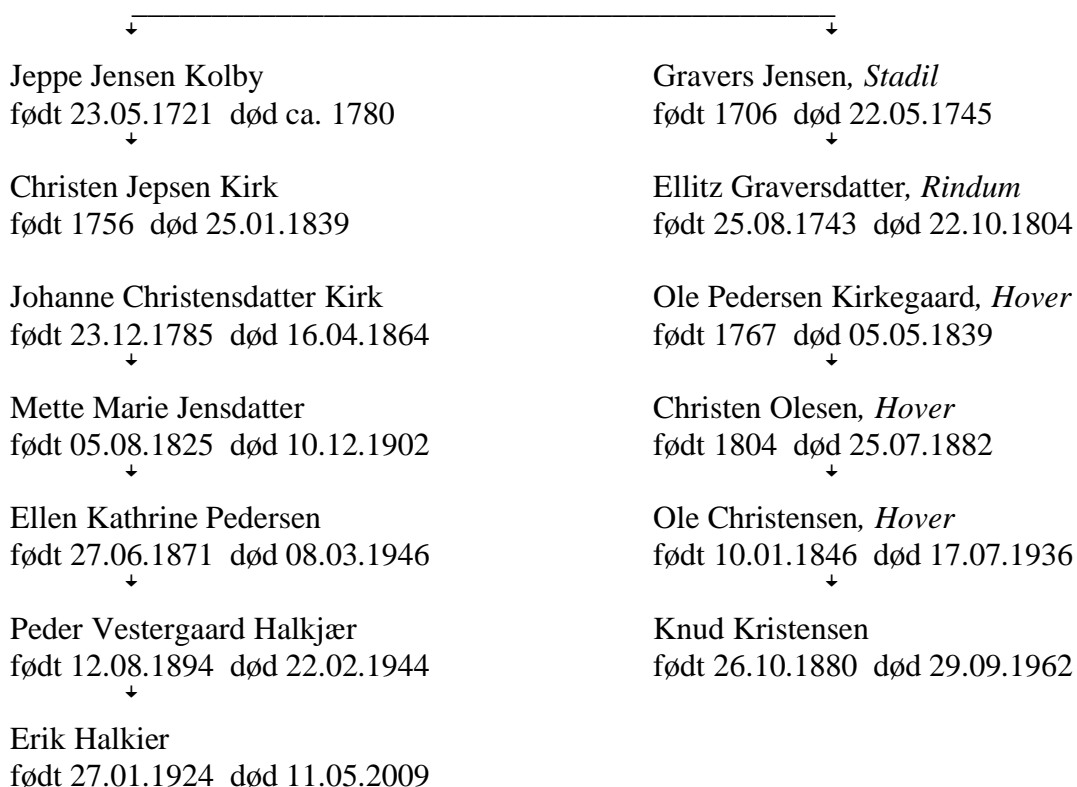 Jeppe Jensen Kolby
født 23.05.1721 død ca. 1780
Christen Jepsen Kirk
født 1756 død 25.01.1839
Johanne Christensdatter Kirk
født 23.12.1785 død 16.04.1864
Mette Marie Jensdatter
født 05.08.1825 død 10.12.1902
Ellen Kathrine Pedersen
født 27.06.1871 død 08.03.1946
Peder Vestergaard Halkjær
født 12.08.1894 død 22.02.1944
Erik Halkier
født 27.01.1924 død 11.05.2009
Gravers Jensen, Stadil
født 1706 død 22.05.1745
Ellitz Graversdatter, Rindum
født 25.08.1743 død 22.10.1804
Ole Pedersen Kirkegaard, Hover
født 1767 død 05.05.1839
Christen Olesen, Hover
født 1804 død 25.07.1882
Ole Christensen, Hover
født 10.01.1846 død 17.07.1936
Knud Kristensen
født 26.10.1880 død 29.09.1962